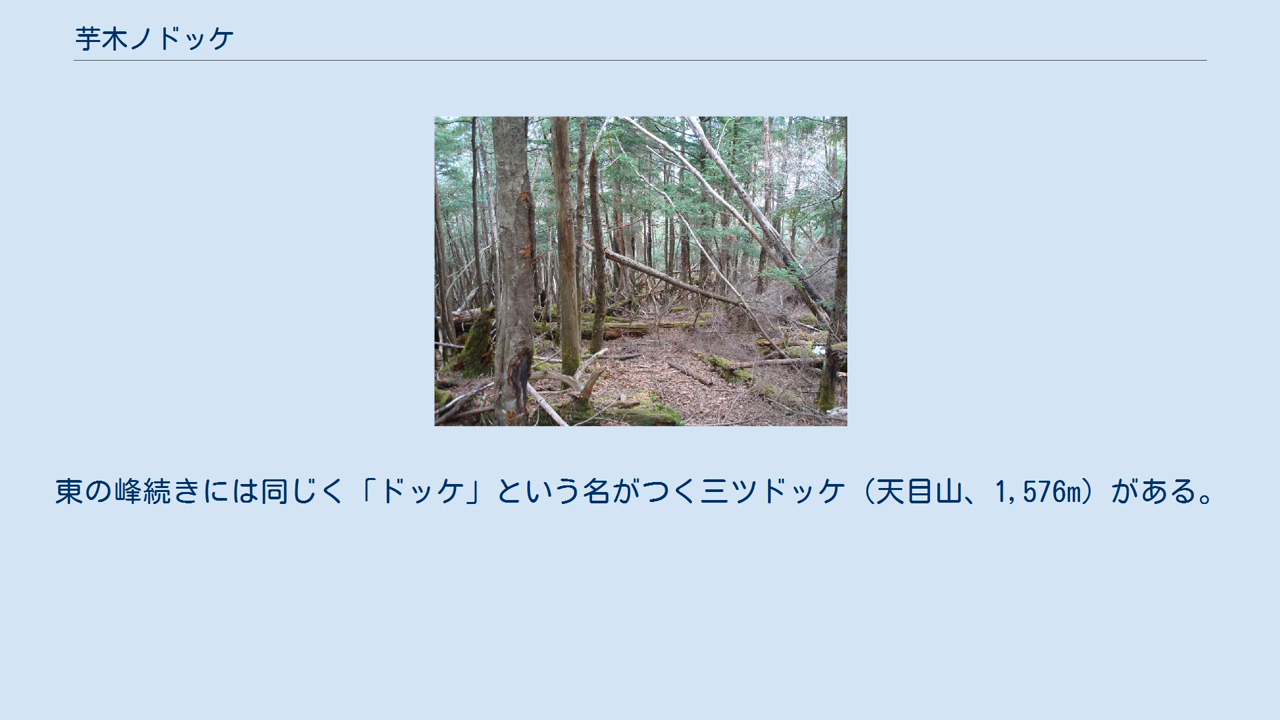 芋木ノドッケ
東の峰続きには同じく「ドッケ」という名がつく三ツドッケ（天目山、1,576m）がある。